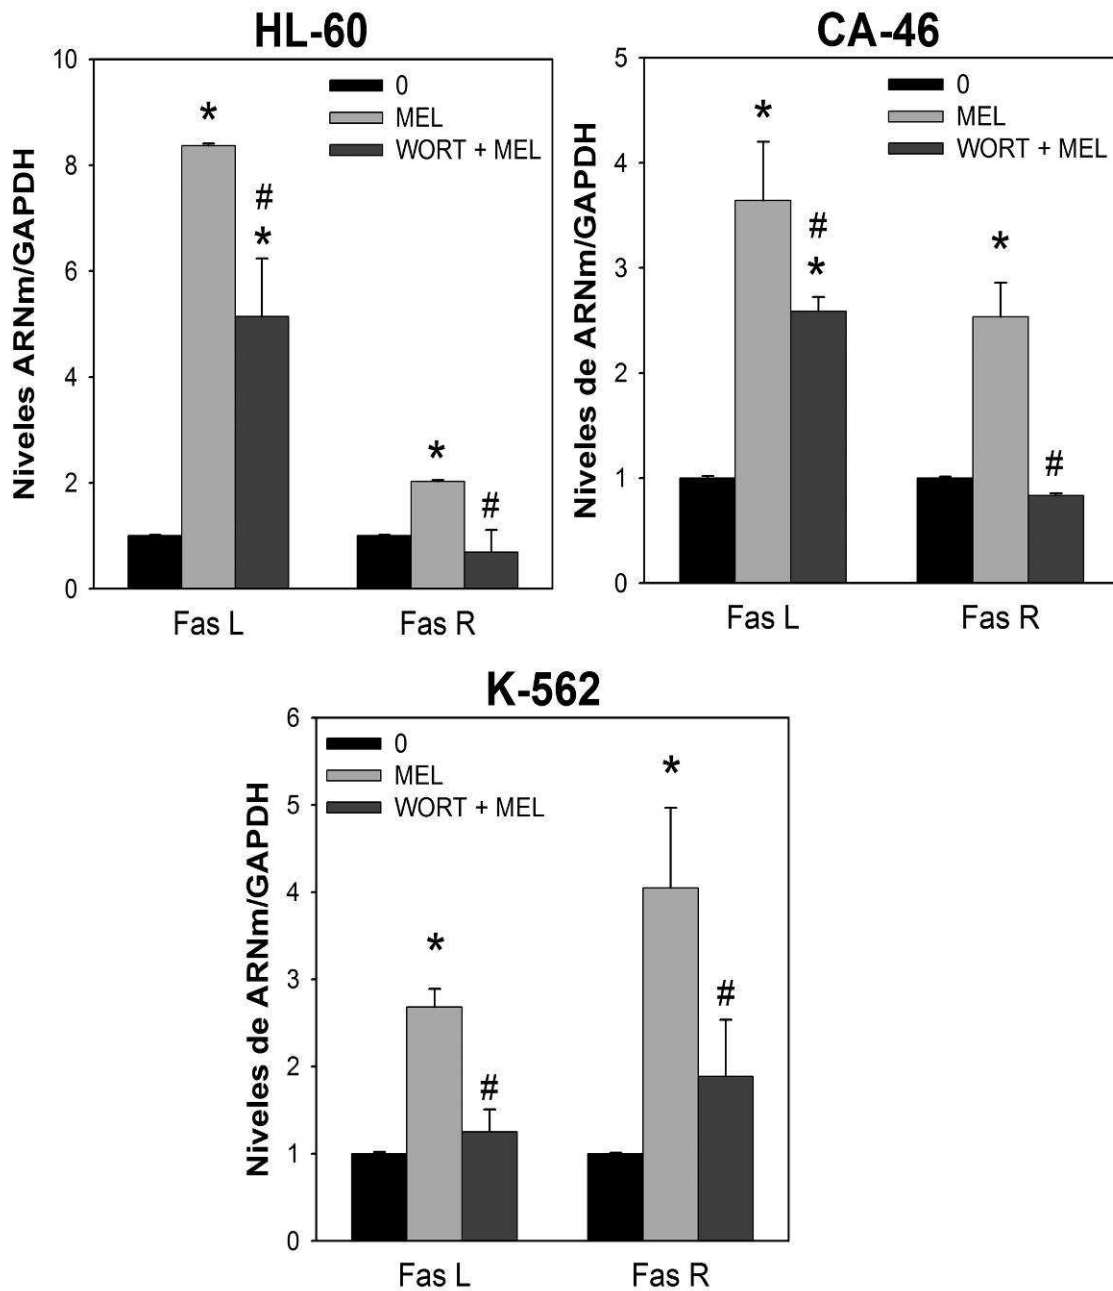 HL-60
Niveles ARNm/GAPDH
10
8
6
4
2
0
0
MEL
WORT + MEL
*
#
*
*
#
Fas L
Fas R
CA-46
Niveles de ARNm/GAPDH
5
4
3
2
1
0
0
MEL
WORT + MEL
*
#
*
*
#
Fas L
Fas R
K-562
Niveles de ARNm/GAPDH
6
5
4
3
2
1
0
0
MEL
WORT + MEL
*
#
*
#
Fas L
Fas R